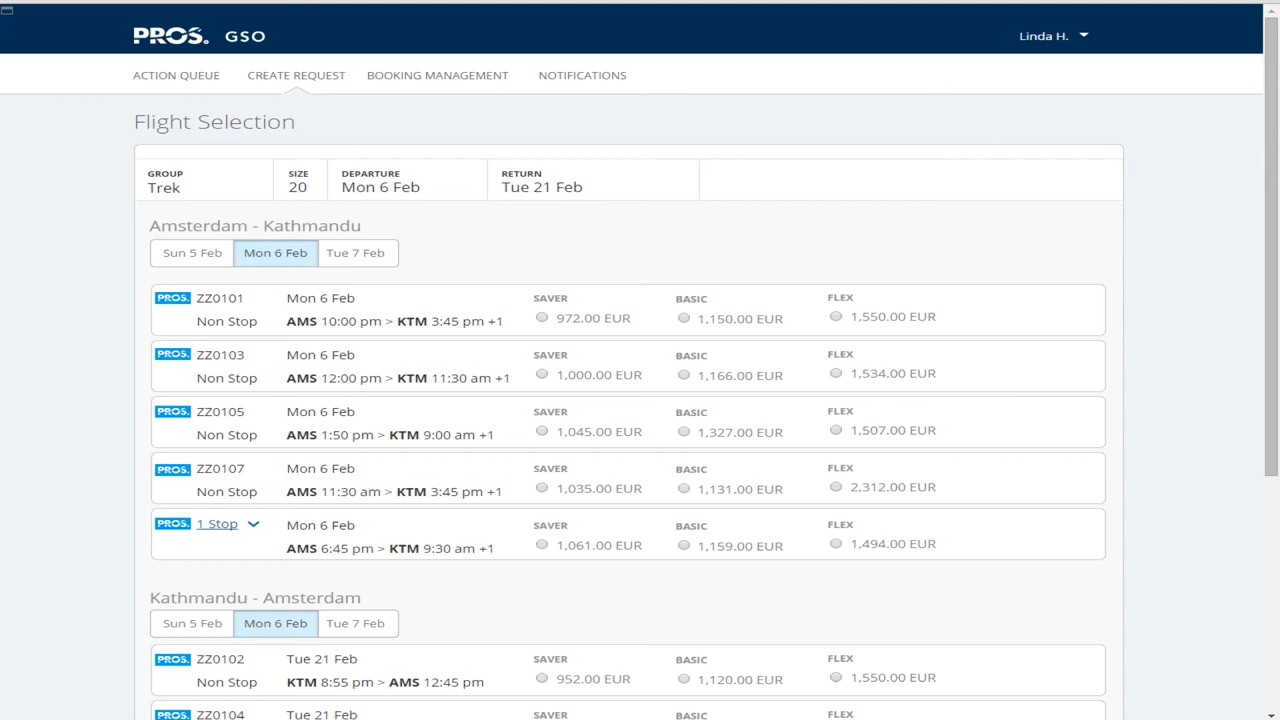 PROS. GSO
Linda H.
ACTION QUEUE CREATE REQUEST BOOKING MANAGEMENT NOTIFICATIONS
Flight Selection
GROUP SIZE DEPARTURE RETURN
Trek 20 Mon 6 Feb Tue 21 Feb
Amsterdam - Kathmandu
Sun 5 Feb Mon 6 Feb Tue 7 Feb
PROS. ZZ0101 Mon 6 Feb SAVER BASIC FLEX
Non Stop AMS 10:00 pm > KTM 3:45 pm +1 972.00 EUR 1,150.00 EUR 1,550.00 EUR
PROS. ZZ0103 Mon 6 Feb SAVER BASIC FLEX
Non Stop AMS 12:00 pm > KTM 11:30 am +1 1,000.00 EUR 1,166.00 EUR 1,534.00 EUR
PROS. ZZ0105 Mon 6 Feb SAVER BASIC FLEX
Non Stop AMS 1:50 pm > KTM 9:00 am +1 1,045.00 EUR 1,327.00 EUR 1,507.00 EUR
PROS. ZZ0107 Mon 6 Feb SAVER BASIC FLEX
Non Stop AMS 11:30 am > KTM 3:45 pm +1 1,035.00 EUR 1,131.00 EUR 2,312.00 EUR
PROS. 1 Stop Mon 6 Feb SAVER BASIC FLEX
AMS 6:45 pm > KTM 9:30 am +1 1,061.00 EUR 1,159.00 EUR 1,494.00 EUR
Kathmandu - Amsterdam
Sun 5 Feb Mon 6 Feb Tue 7 Feb
PROS. ZZ0102 Tue 21 Feb SAVER BASIC FLEX
Non Stop KTM 8:55 pm > AMS 12:45 pm 952.00 EUR 1,120.00 EUR 1,550.00 EUR
PROS. ZZ0104 Tue 21 Feb SAVER BASIC FLEX